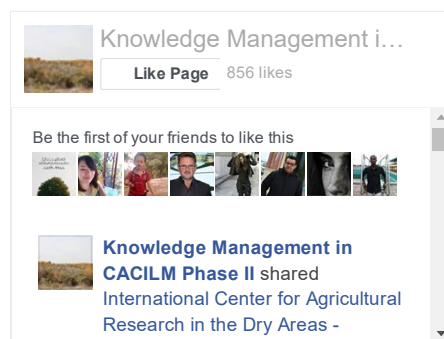 Knowledge Management i...
Like Page
856 likes
Be the first of your friends to like this
Knowledge Management in
CACILM Phase II shared
International Center for Agricultural
Research in the Dry Areas -